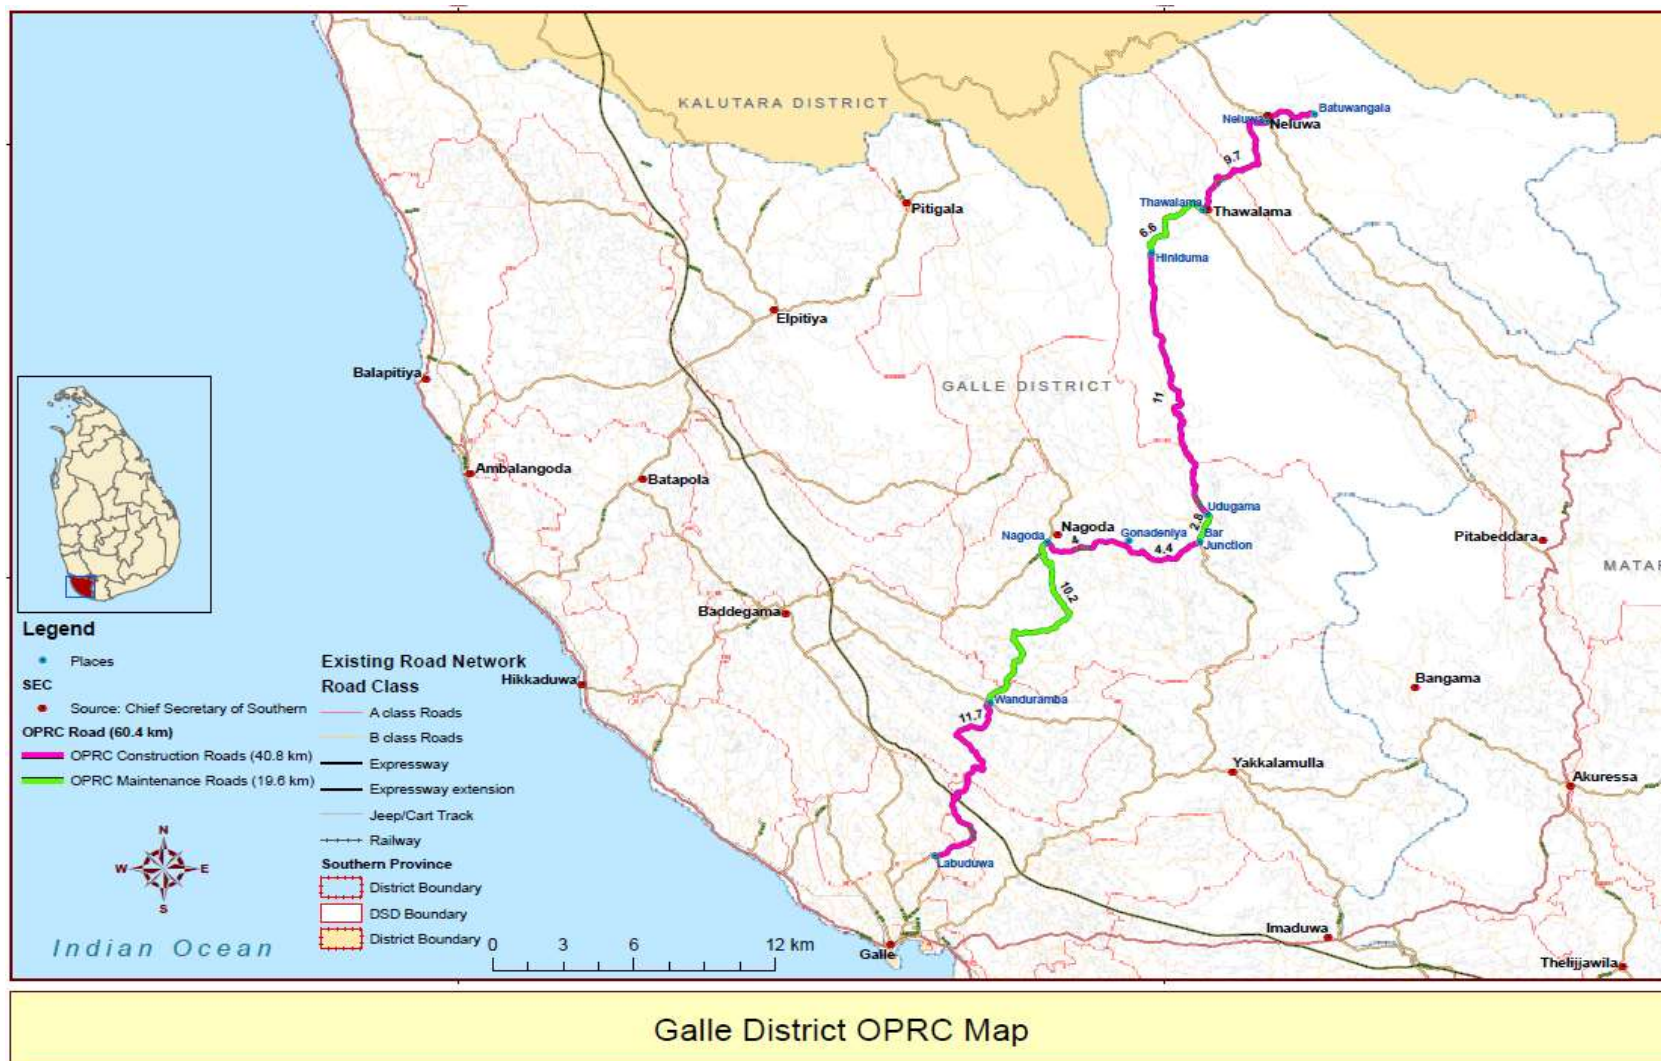 KALUTARA DISTRICT
Batuwangala
Neluwa
Neluwa
9.7
Thawalama
Thawalama
6.6
Hiniduma
Pitigala
Elpitiya
GALLE DISTRICT
Balapitiya
11
Ambalangoda
Batapola
Udugama
2.8
Nagoda
Nagoda
Gonadeniya
Bar
Junction
4
4.4
Pitabeddara
MATAR
10.2
Baddegama
Hikkaduwa
Wanduramba
11.7
Bangama
Yakkalamulla
Akuressa
Labuduwa
Imaduwa
Galle
Thelijjawila
Legend
Places
SEC
Source: Chief Secretary of Southern
OPRC Road (60.4 km)
OPRC Construction Roads (40.8 km)
OPRC Maintenance Roads (19.6 km)
Existing Road Network
Road Class
A class Roads
B class Roads
Expressway
Expressway extension
Jeep/Cart Track
Railway
Southern Province
District Boundary
DSD Boundary
District Boundary
N
W
E
S
Indian Ocean
0 3 6 12 km
Galle District OPRC Map